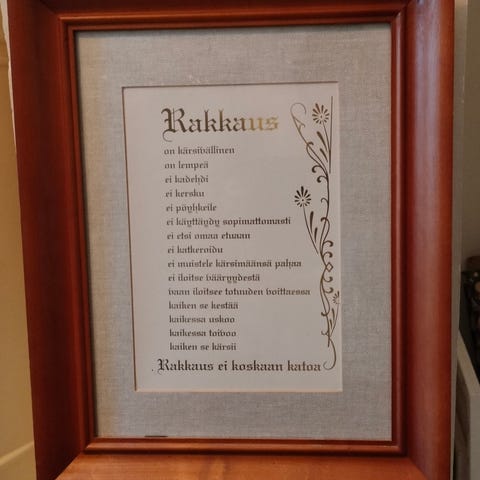 Rakkaus
on kärsivällinen
on lempeä
ei kadehdi
ei kersku
ei pöyhkeile
ei käyttäydy sopimattomasti
ei etsi omaa etuaan
ei katkeroidu
ei muistele kärsimäänsä pahaa
ei iloitse vääryydestä
vaan iloitsee totuuden voittaessa
kaiken se kestää
kaikessa uskoo
kaikessa toivoo
kaiken se kärsii
Rakkaus ei koskaan katoa